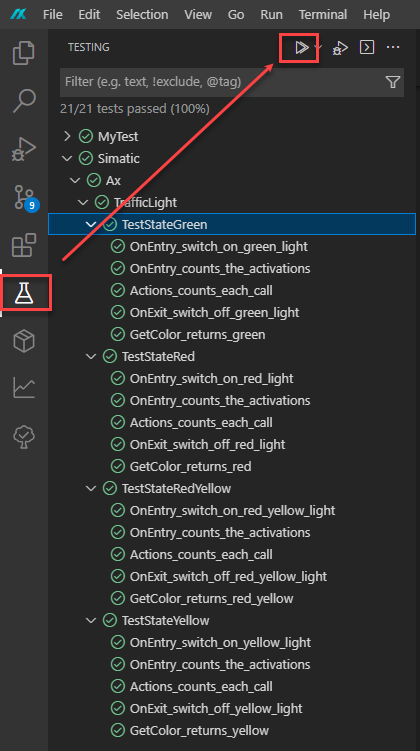 File Edit Selection View Go Run Terminal Help
TESTING
Filter (e.g. text, !exclude, @tag)
21/21 tests passed (100%)
MyTest
Simatic
Ax
TrafficLight
TestStateGreen
OnEntry_switch_on_green_light
OnEntry_counts_the_activations
Actions_counts_each_call
OnExit_switch_off_green_light
GetColor_returns_green
TestStateRed
OnEntry_switch_on_red_light
OnEntry_counts_the_activations
Actions_counts_each_call
OnExit_switch_off_red_light
GetColor_returns_red
TestStateRedYellow
OnEntry_switch_on_red_yellow_light
OnEntry_counts_the_activations
Actions_counts_each_call
OnExit_switch_off_red_yellow_light
GetColor_returns_red_yellow
TestStateYellow
OnEntry_switch_on_yellow_light
OnEntry_counts_the_activations
Actions_counts_each_call
OnExit_switch_off_yellow_light
GetColor_returns_yellow
9